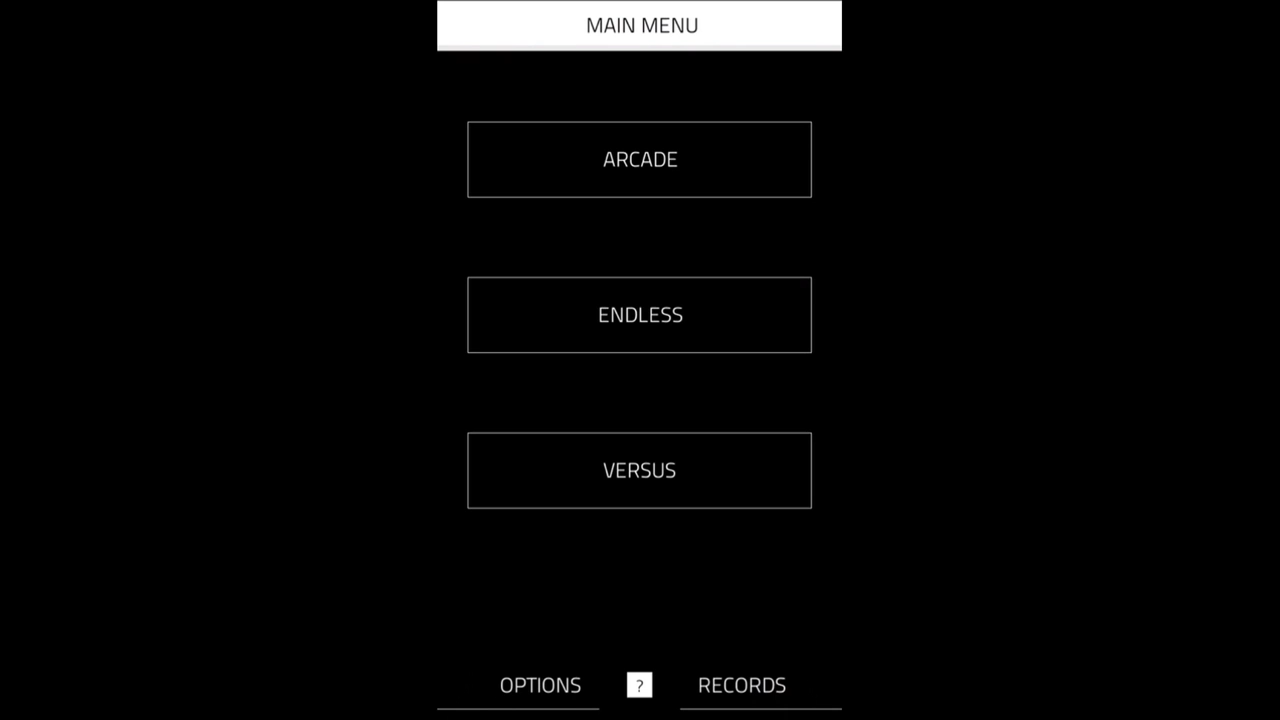 MAIN MENU
ARCADE
ENDLESS
VERSUS
OPTIONS ? RECORDS